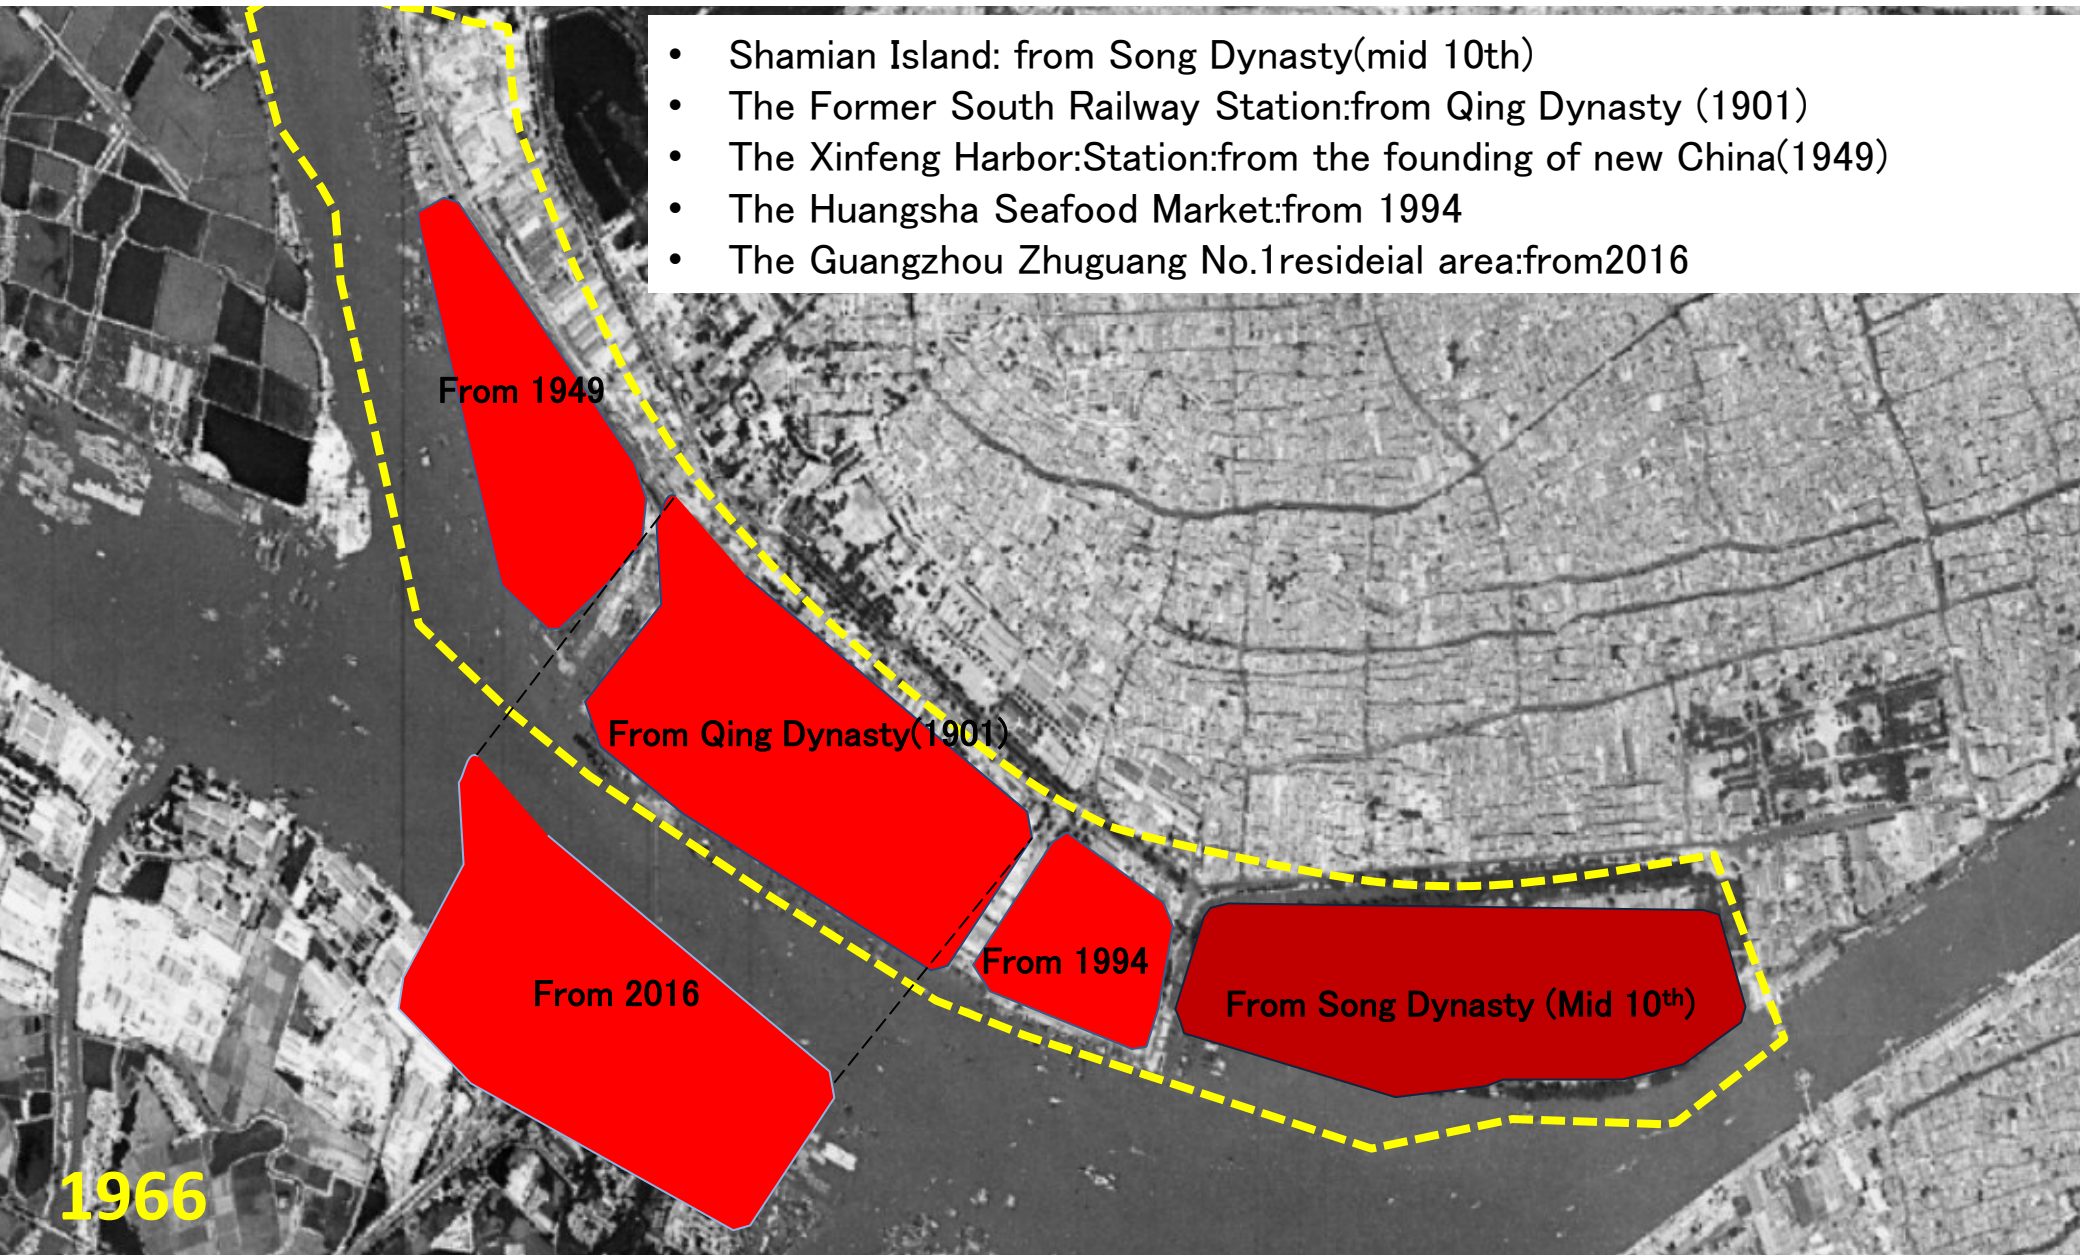 • Shamian Island: from Song Dynasty(mid 10th)
• The Former South Railway Station:from Qing Dynasty (1901)
• The Xinfeng Harbor:Station:from the founding of new China(1949)
• The Huangsha Seafood Market:from 1994
• The Guangzhou Zhuguang No.1resideial area:from2016
From 1949
From Qing Dynasty(1901)
From 1994
From 2016
From Song Dynasty (Mid 10th)
1966